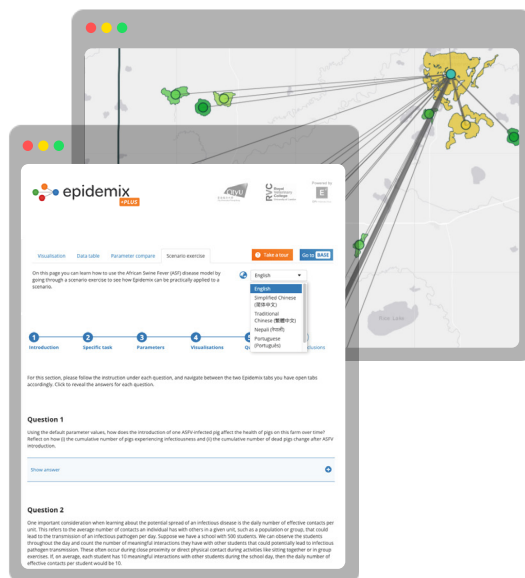 epidemix
+PLUS
CIRVU
RVC
Royal
Veterinary
College
Powered by
E
Visualisation Data table Parameter compare Scenario exercise
Take a tour Go to BASE
On this page you can learn how to use the African Swine Fever (ASF) disease model by
going through a scenario exercise to see how Epidemix can be practically applied to a
scenario.
English
English
Simplified Chinese
(简体中文)
Traditional
Chinese (繁體中文)
Nepali (नेपाली)
Portuguese
(Português)
1 2 3 4 5
Introduction Specific task Parameters Visualisations
For this section, please follow the instruction under each question, and navigate between the two Epidemix tabs you have open tabs
accordingly. Click to reveal the answers for each question.
Question 1
Using the default parameter values, how does the introduction of one ASFV-infected pig affect the health of pigs on this farm over time?
Reflect on how (i) the cumulative number of pigs experiencing infectiousness and (ii) the cumulative number of dead pigs change after ASFV
introduction.
Show answer
Question 2
One important consideration when learning about the potential spread of an infectious disease is the daily number of effective contacts per
unit. This refers to the average number of contacts an individual has with others in a given unit, such as a population or group, that could
lead to the transmission of an infectious pathogen per day. Suppose we have a school with 500 students. We can observe the students
throughout the day and count the number of meaningful interactions they have with other students that could potentially lead to infectious
pathogen transmission. These often occur during close proximity or direct physical contact during activities like sitting together or in group
exercises. If, on average, each student has 10 meaningful interactions with other students during the school day, then the daily number of
effective contacts per student would be 10.